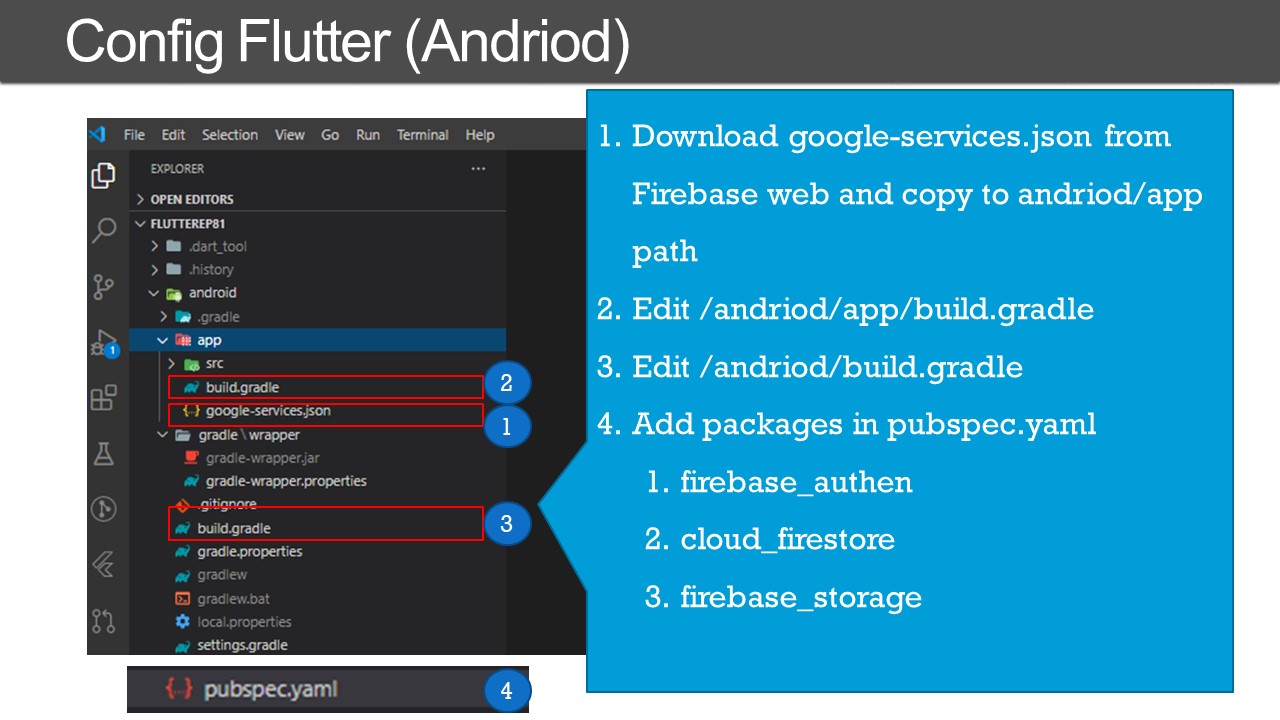 Config Flutter (Andriod)
File Edit Selection View Go Run Terminal Help
EXPLORER ...
OPEN EDITORS
FLUTTEREP81
.dart_tool
.history
android
.gradle
app
1
src
build.gradle
2
google-services.json
1
gradle \ wrapper
gradle-wrapper.jar
gradle-wrapper.properties
.gitignore
build.gradle
3
gradle.properties
gradlew
gradlew.bat
local.properties
settings.gradle
pubspec.yaml
4
1. Download google-services.json from
Firebase web and copy to andriod/app
path
2. Edit /andriod/app/build.gradle
3. Edit /andriod/build.gradle
4. Add packages in pubspec.yaml
1. firebase_authen
2. cloud_firestore
3. firebase_storage